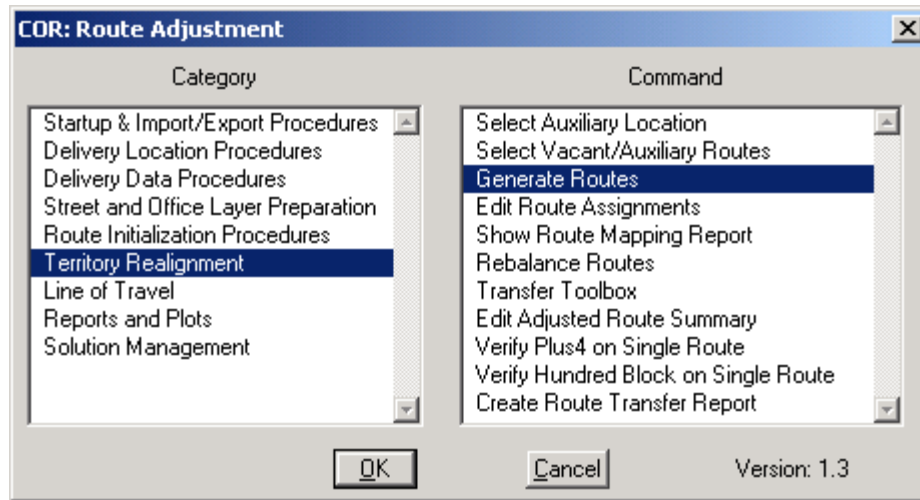 COR: Route Adjustment
Category
Startup & Import/Export Procedures
Delivery Location Procedures
Delivery Data Procedures
Street and Office Layer Preparation
Route Initialization Procedures
Territory Realignment
Line of Travel
Reports and Plots
Solution Management
Command
Select Auxiliary Location
Select Vacant/Auxiliary Routes
Generate Routes
Edit Route Assignments
Show Route Mapping Report
Rebalance Routes
Transfer Toolbox
Edit Adjusted Route Summary
Verify Plus4 on Single Route
Verify Hundred Block on Single Route
Create Route Transfer Report
OK
Cancel
Version: 1.3